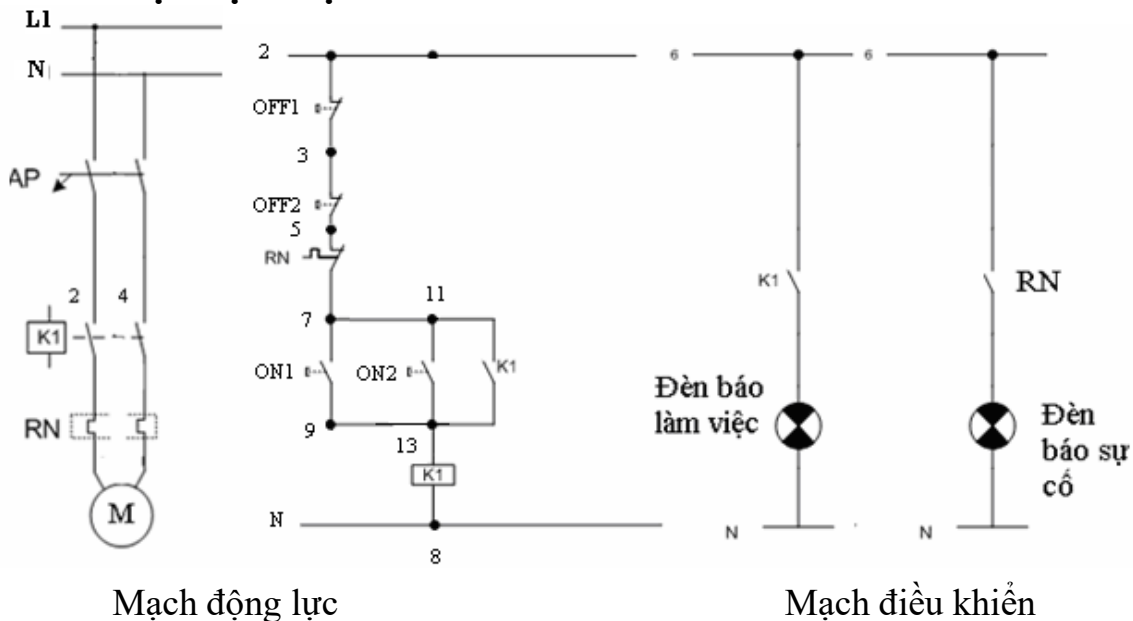 L1
N
AP
2
4
K1
RN
M
2
OFF1
3
OFF2
5
RN
7
11
ON1
ON2
K1
9
13
K1
N
8
6
6
K1
RN
Đèn báo
làm việc
Đèn
báo sự
cố
N
N
Mạch động lực
Mạch điều khiển